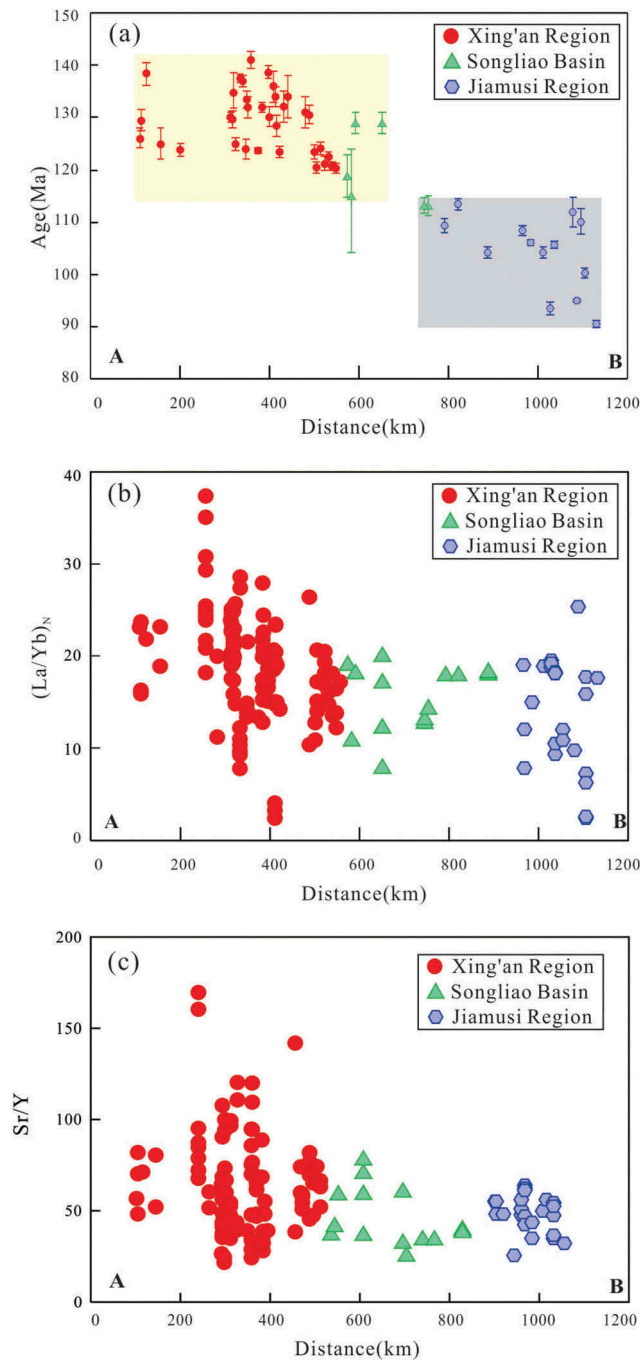 (a)
Xing'an Region
Songliao Basin
Jiamusi Region
150
140
130
120
110
100
90
80
Age(Ma)
A
B
0 200 400 600 800 1000 1200
Distance(km)
(b)
Xing'an Region
Songliao Basin
Jiamusi Region
40
30
20
10
0
(La/Yb)N
A
B
0 200 400 600 800 1000 1200
Distance(km)
(c)
Xing'an Region
Songliao Basin
Jiamusi Region
200
150
100
50
0
Sr/Y
A
B
0 200 400 600 800 1000 1200
Distance(km)